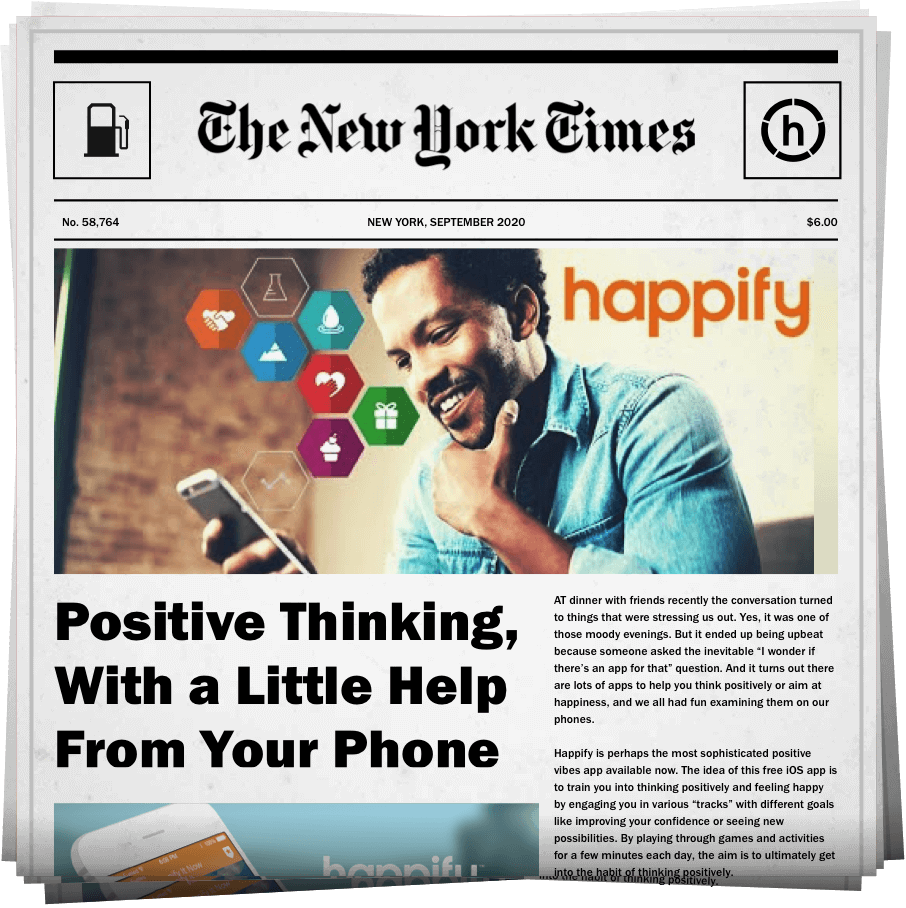 The New York Times
h
No. 58,764
NEW YORK, SEPTEMBER 2020
$6.00
happify
Positive Thinking,
With a Little Help
From Your Phone
AT dinner with friends recently the conversation turned
to things that were stressing us out. Yes, it was one of
those moody evenings. But it ended up being upbeat
because someone asked the inevitable “I wonder if
there’s an app for that” question. And it turns out there
are lots of apps to help you think positively or aim at
happiness, and we all had fun examining them on our
phones.
Happify is perhaps the most sophisticated positive
vibes app available now. The idea of this free iOS app is
to train you into thinking positively and feeling happy
by engaging you in various “tracks” with different goals
like improving your confidence or seeing new
possibilities. By playing through games and activities
for a few minutes each day, the aim is to ultimately get
into the habit of thinking positively.
into the habit of thinking positively.
happify